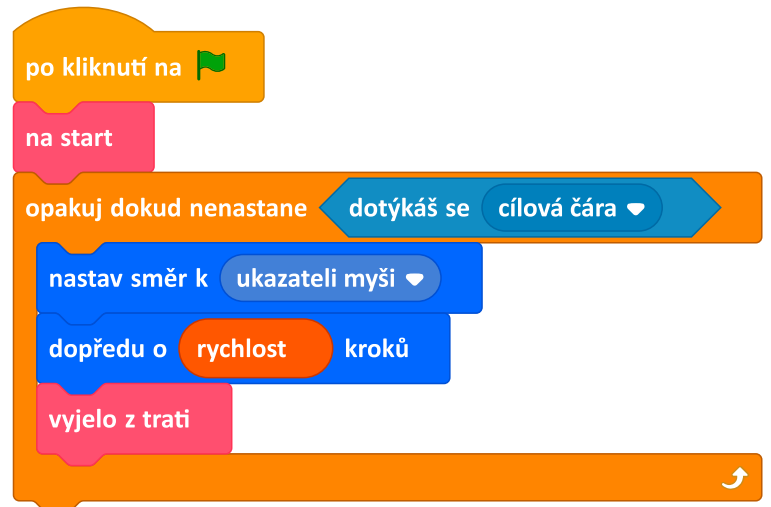 po kliknutí na
na start
opakuj dokud nenastane dotýkáš se cílová čára
nastav směr k ukazateli myši
dopředu o rychlost kroků
vyjelo z trati